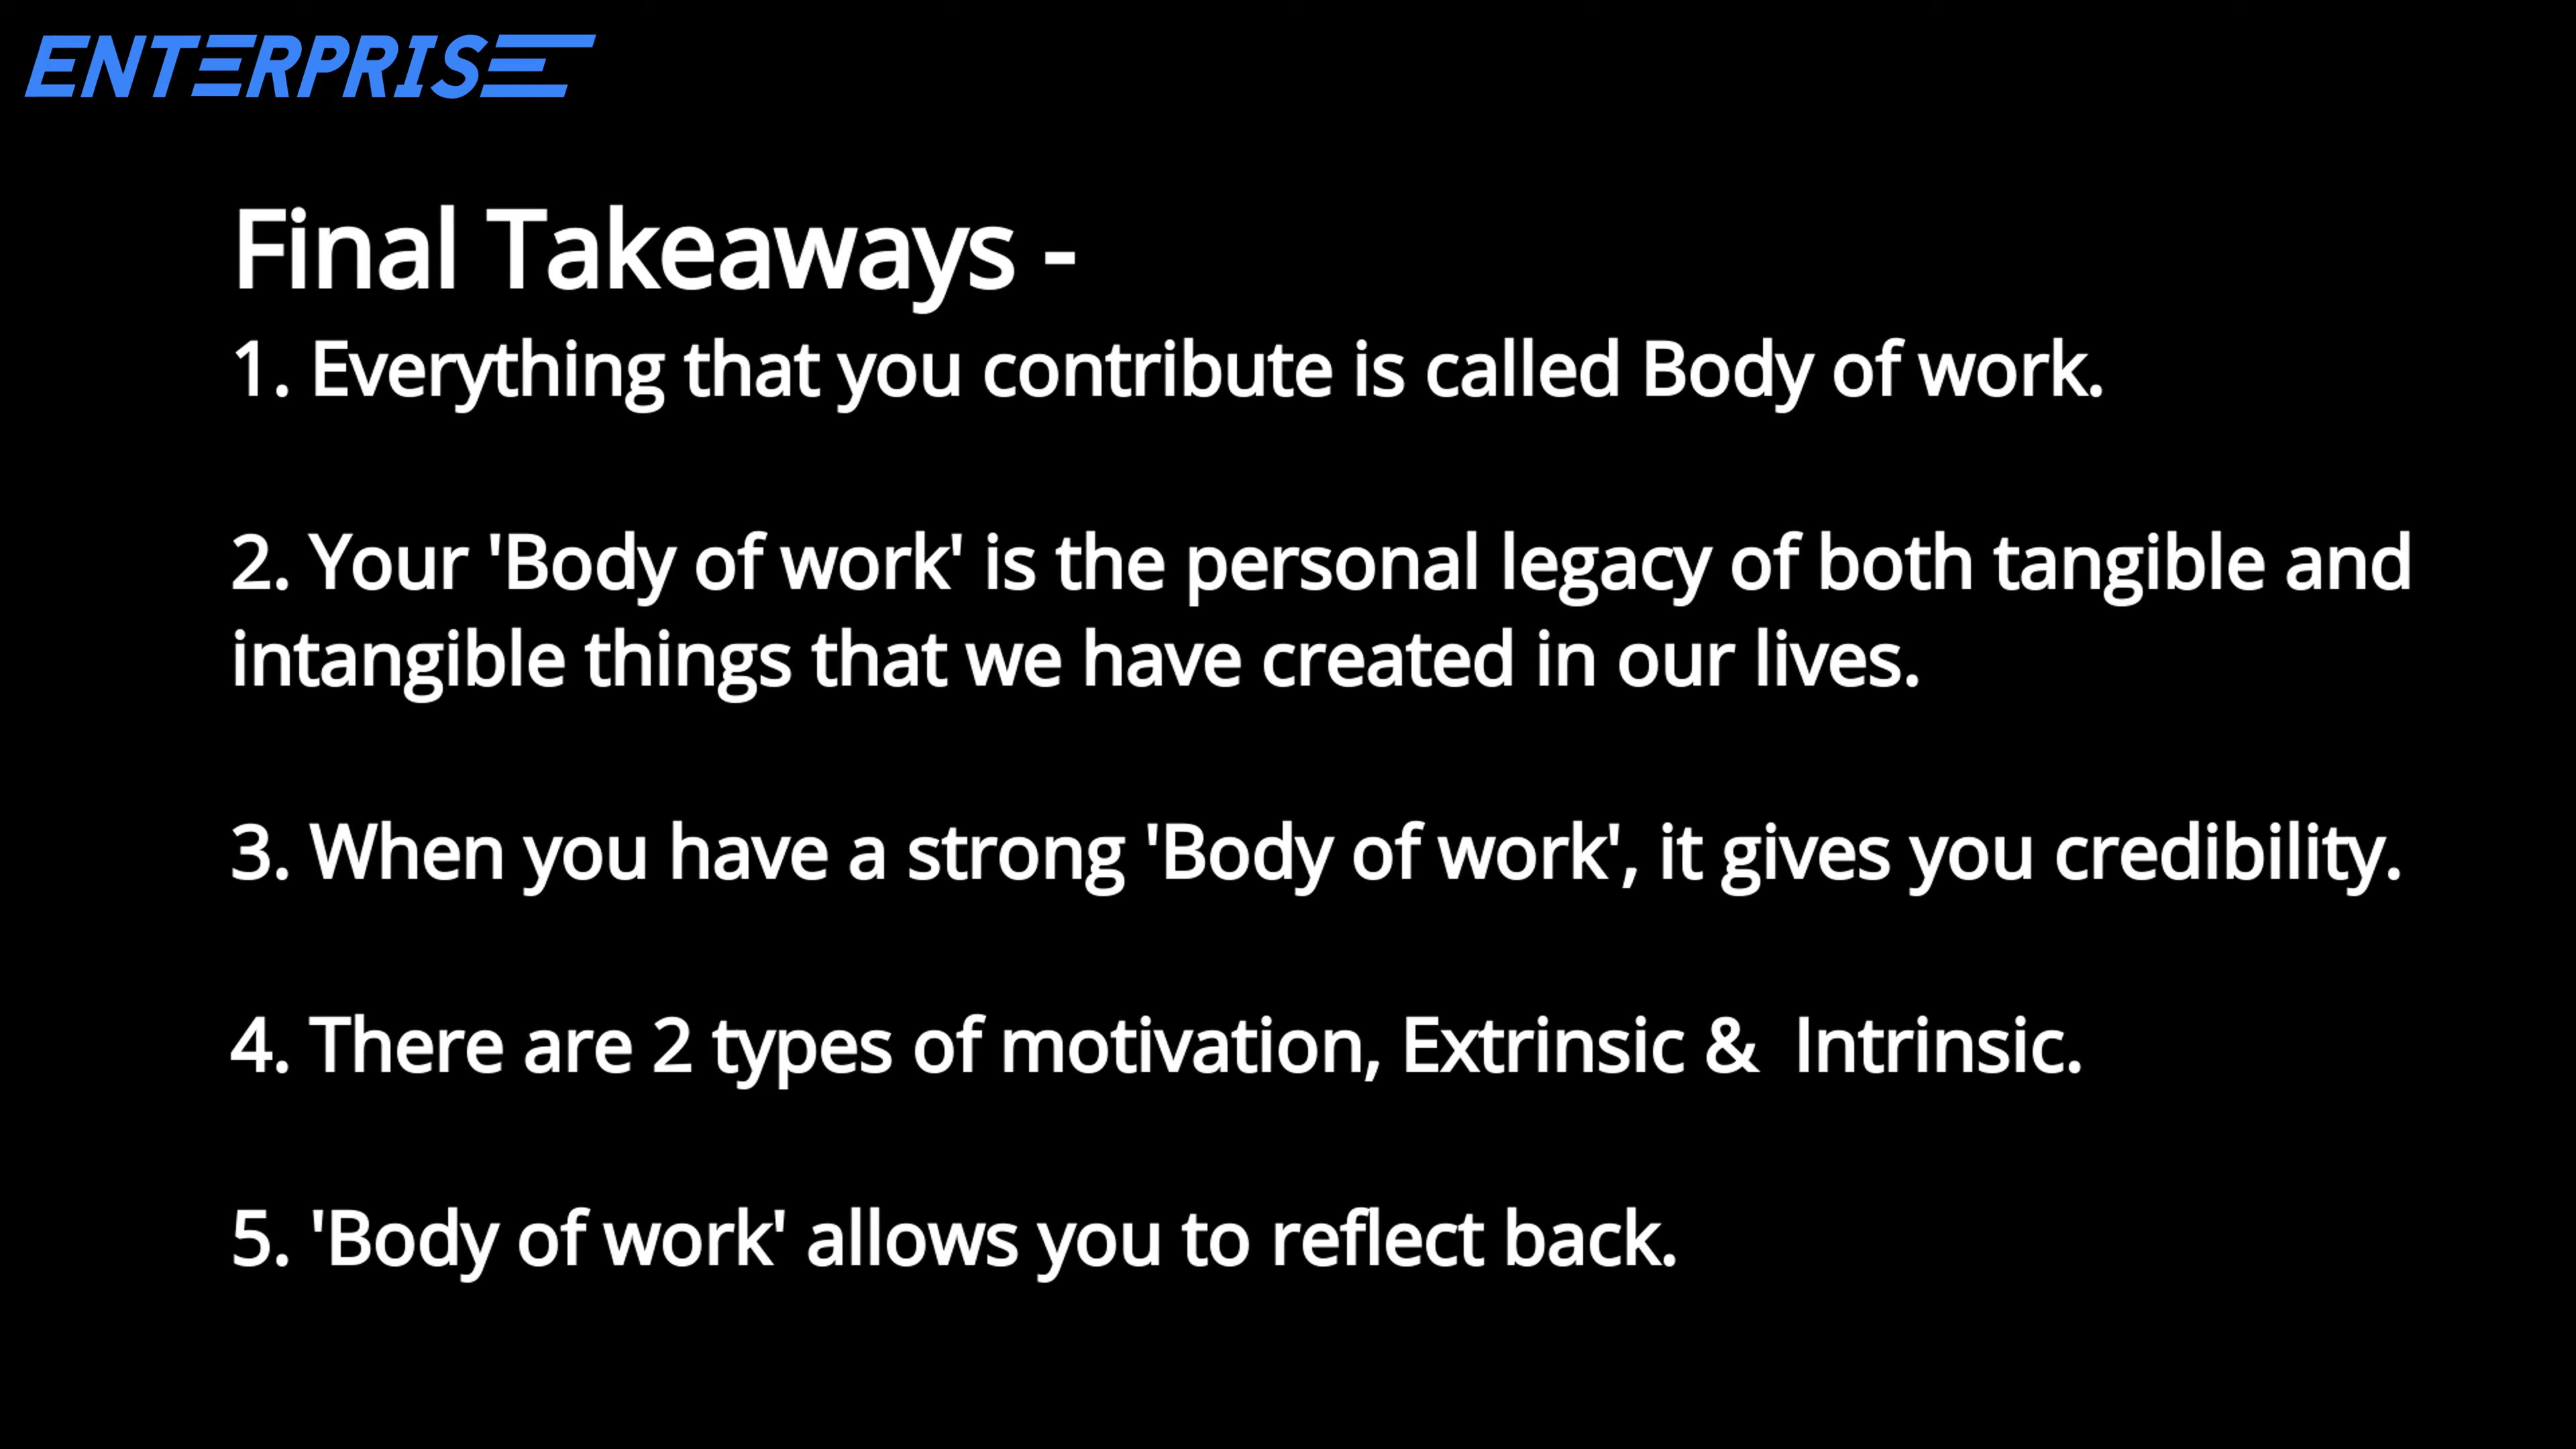 ENTERPRISE
Final Takeaways -
1. Everything that you contribute is called Body of work.
2. Your 'Body of work' is the personal legacy of both tangible and
intangible things that we have created in our lives.
3. When you have a strong 'Body of work', it gives you credibility.
4. There are 2 types of motivation, Extrinsic &  Intrinsic.
5. 'Body of work' allows you to reflect back.